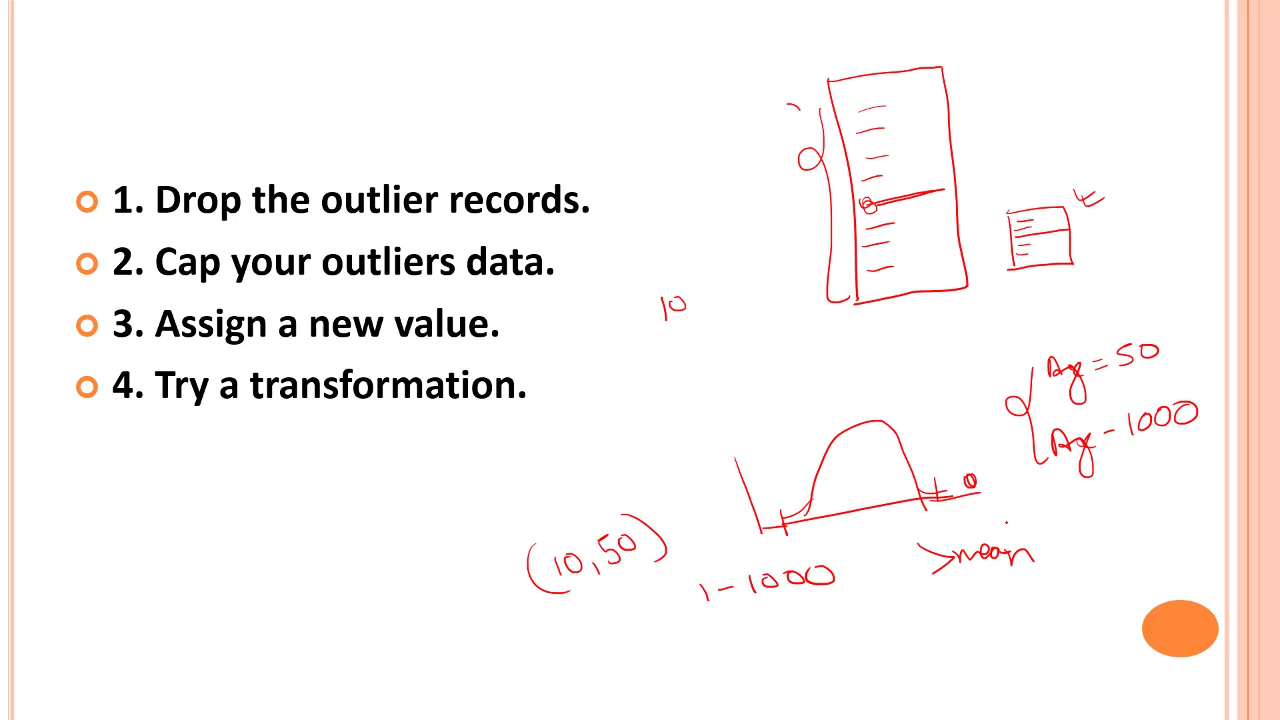 1. Drop the outlier records.
2. Cap your outliers data.
3. Assign a new value.
4. Try a transformation.
10
Age = 50
Age - 1000
(10, 50)
1 - 1000
>mean